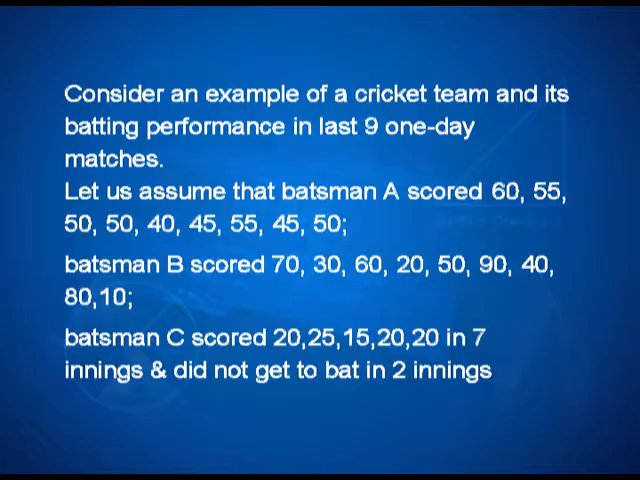 Consider an example of a cricket team and its
batting performance in last 9 one-day
matches.
Let us assume that batsman A scored 60, 55,
50, 50, 40, 45, 55, 45, 50;
batsman B scored 70, 30, 60, 20, 50, 90, 40,
80,10;
batsman C scored 20,25,15,20,20 in 7
innings & did not get to bat in 2 innings